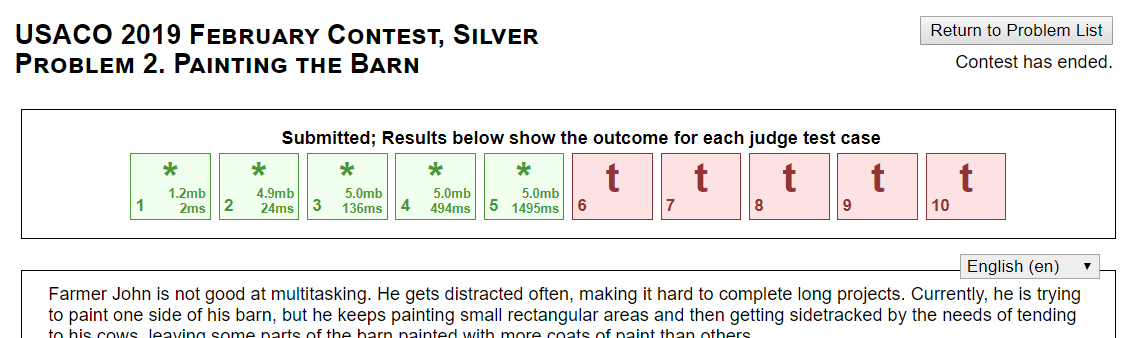 USACO 2019 FEBRUARY CONTEST, SILVER
PROBLEM 2. PAINTING THE BARN
Return to Problem List
Contest has ended.
Submitted; Results below show the outcome for each judge test case
* * * * * t t t t t
1.2mb 4.9mb 5.0mb 5.0mb 5.0mb
1 2ms 2 24ms 3 136ms 4 494ms 5 1495ms 6 7 8 9 10
English (en)
Farmer John is not good at multitasking. He gets distracted often, making it hard to complete long projects. Currently, he is trying
to paint one side of his barn, but he keeps painting small rectangular areas and then getting sidetracked by the needs of tending
to his cows, leaving some parts of the barn painted with more coats of paint than others.